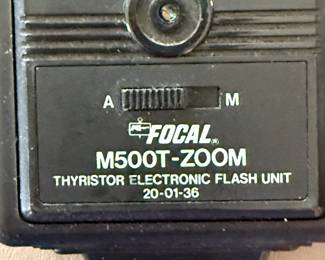 A M
FOCAL®
M500T-ZOOM
THYRISTOR ELECTRONIC FLASH UNIT
20-01-36